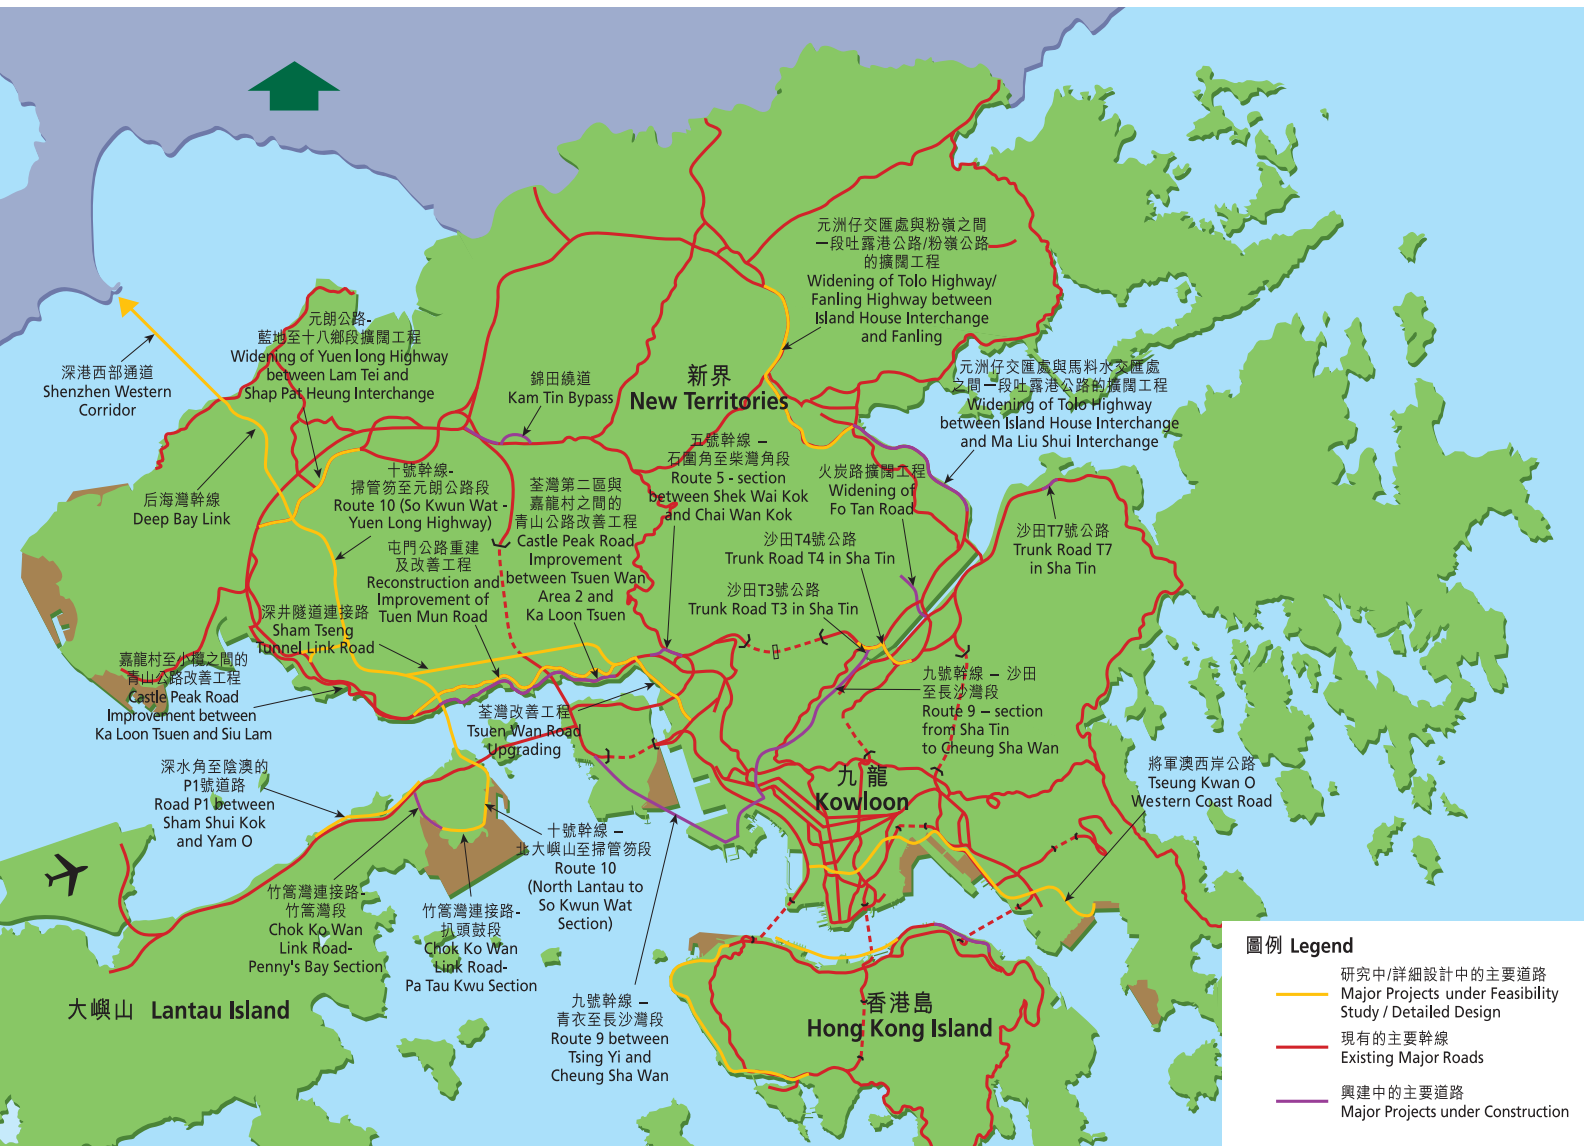 元洲仔交匯處與粉嶺之間
一段吐露港公路/粉嶺公路
的擴闊工程
Widening of Tolo Highway/
Fanling Highway between
Island House Interchange
and Fanling
元朗公路-
藍地至十八鄉段擴闊工程
Widening of Yuen long Highway
between Lam Tei and
Shap Pat Heung Interchange
深港西部通道
Shenzhen Western
Corridor
錦田繞道
Kam Tin Bypass
新界
New Territories
元洲仔交匯處與馬料水交匯處
之間一段吐露港公路的擴闊工程
Widening of Tolo Highway
between Island House Interchange
and Ma Liu Shui Interchange
五號幹線 –
石圍角至柴灣角段
Route 5 - section
between Shek Wai Kok
and Chai Wan Kok
火炭路擴闊工程
Widening of
Fo Tan Road
十號幹線-
掃管笏至元朗公路段
Route 10 (So Kwun Wat -
Yuen Long Highway)
荃灣第二區與
嘉龍村之間的
青山公路改善工程
Castle Peak Road
Improvement
between Tsuen Wan
Area 2 and
Ka Loon Tsuen
后海灣幹線
Deep Bay Link
沙田T4號公路
Trunk Road T4 in Sha Tin
沙田T7號公路
Trunk Road T7
in Sha Tin
屯門公路重建
及改善工程
Reconstruction and
Improvement of
Tuen Mun Road
沙田T3號公路
Trunk Road T3 in Sha Tin
深井隧道連接路
Sham Tseng
Tunnel Link Road
嘉龍村至小欖之間的
青山公路改善工程
Castle Peak Road
Improvement between
Ka Loon Tsuen and Siu Lam
九號幹線 – 沙田
至長沙灣段
Route 9 – section
from Sha Tin
to Cheung Sha Wan
荃灣改善工程
Tsuen Wan Road
Upgrading
深水角至陰澳的
P1號道路
Road P1 between
Sham Shui Kok
and Yam O
九龍
Kowloon
將軍澳西岸公路
Tseung Kwan O
Western Coast Road
十號幹線 –
北大嶼山至掃管笏段
Route 10
(North Lantau to
So Kwun Wat
Section)
竹篙灣連接路-
竹篙灣段
Chok Ko Wan
Link Road-
Penny's Bay Section
竹篙灣連接路-
扒頭鼓段
Chok Ko Wan
Link Road-
Pa Tau Kwu Section
九號幹線 –
青衣至長沙灣段
Route 9 between
Tsing Yi and
Cheung Sha Wan
大嶼山 Lantau Island
香港島
Hong Kong Island
圖例 Legend
研究中/詳細設計中的主要道路
Major Projects under Feasibility
Study / Detailed Design
現有的主要幹線
Existing Major Roads
興建中的主要道路
Major Projects under Construction